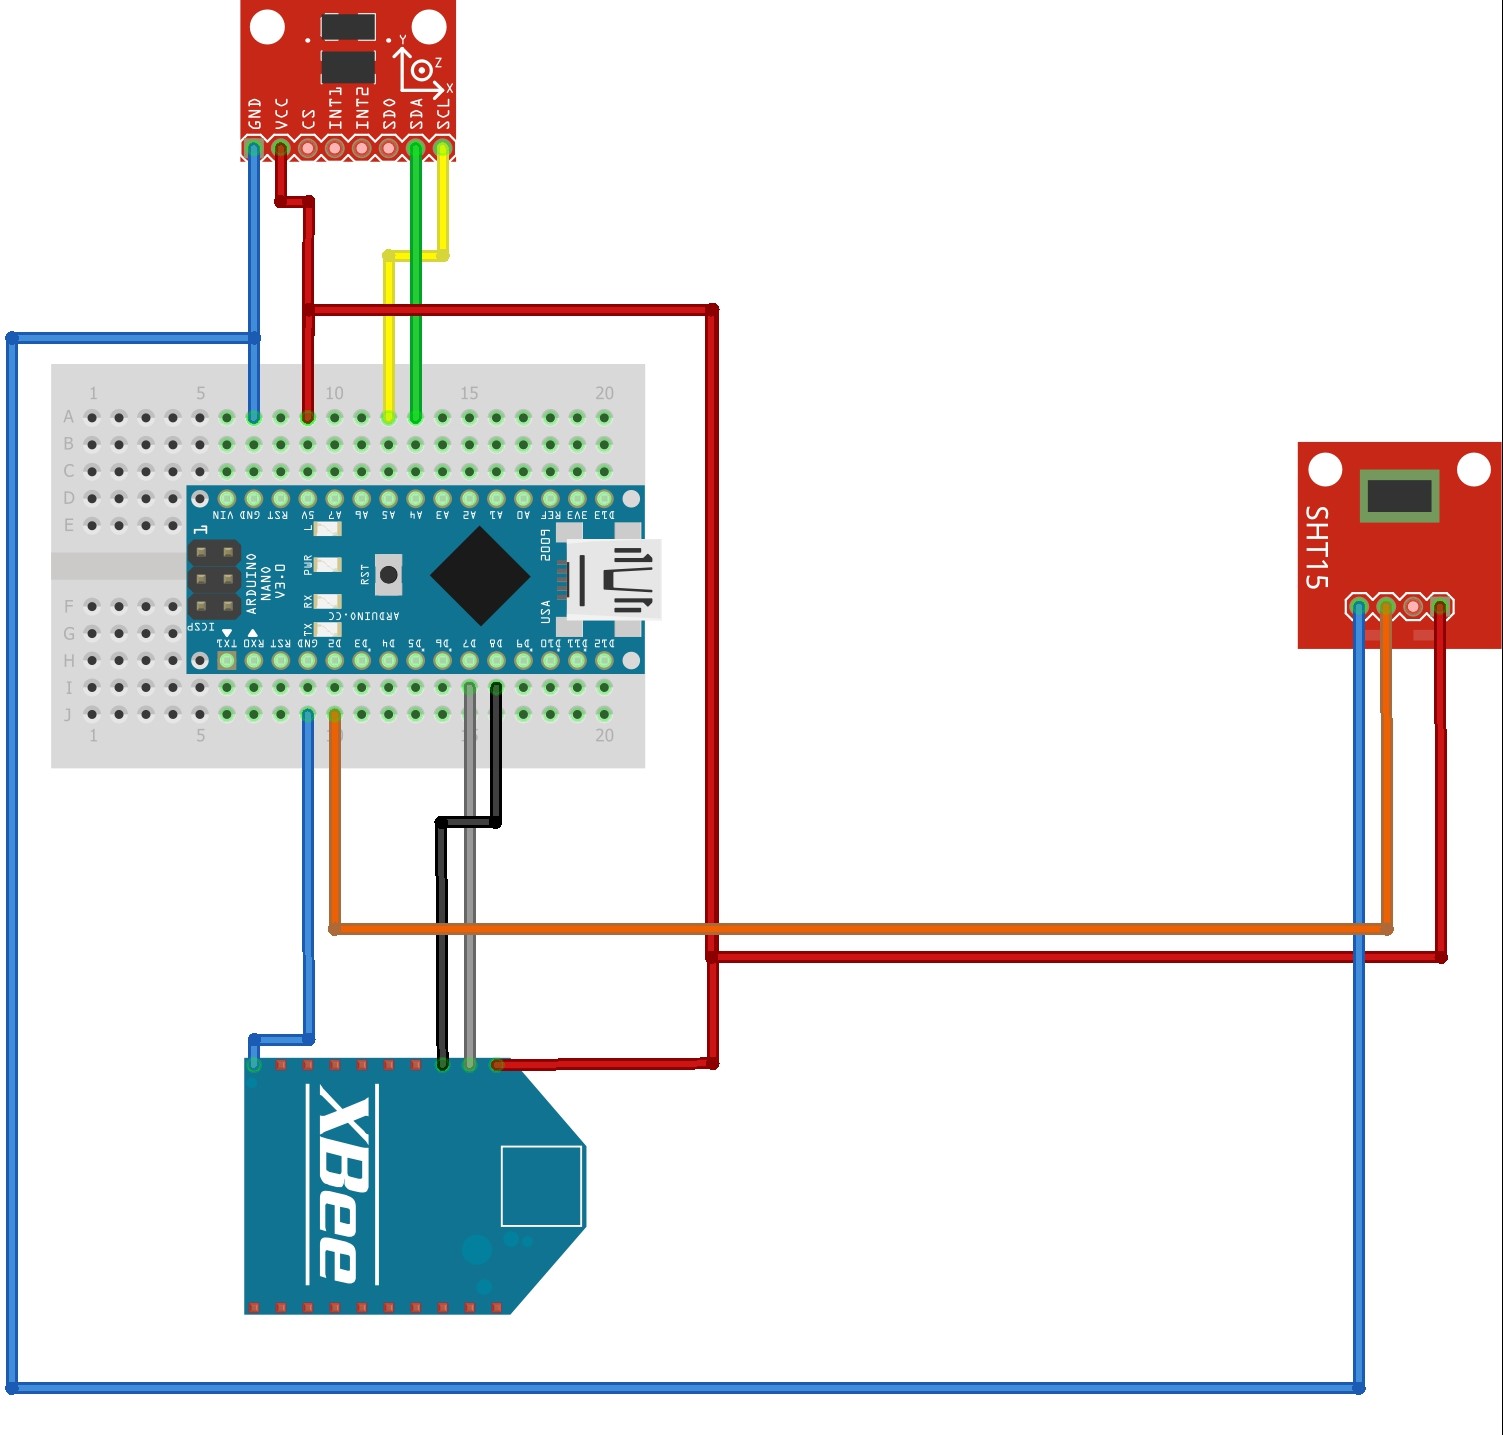 Y
Z
X
GND VCC CS INT1 INT2 SDO SDA SCL
1 5 10 15 20
A
B
C
D
E
VIN GND RST 5V A7 A6 A5 A4 A3 A2 A1 A0 REF 3V3 D13
1
L
PWR
RX
TX
RST
ARDUINO
NANO
V3.0
ARDUINO.CC
USA
ICSP
SHT15
F
G
H
I
J
TX1 RX0 RST GND D2 D3 D4 D5 D6 D7 D8 D9 D10 D11 D12
1 5 10 15 20
XBee